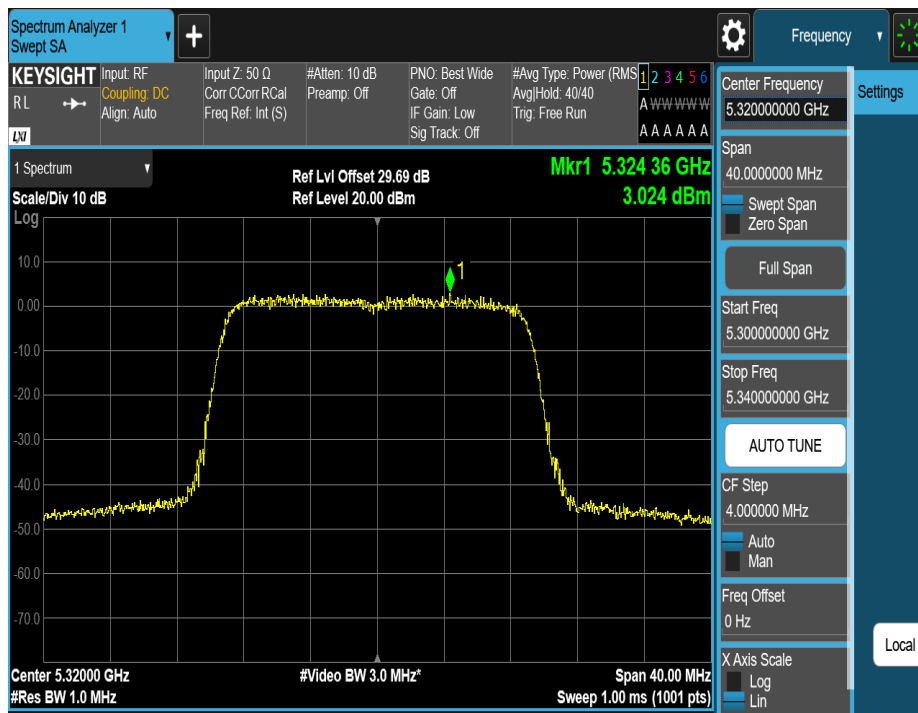 Spectrum Analyzer 1
Swept SA
Frequency
KEYSIGHT
R L
LXI
Input: RF
Coupling: DC
Align: Auto
Input Z: 50 Ω
Corr CCorr RCal
Freq Ref: Int (S)
#Atten: 10 dB
Preamp: Off
PNO: Best Wide
Gate: Off
IF Gain: Low
Sig Track: Off
#Avg Type: Power (RMS
Avg|Hold: 40/40
Trig: Free Run
1 2 3 4 5 6
A W W W W W
A A A A A A
1 Spectrum
Scale/Div 10 dB
Log
Ref Lvl Offset 29.69 dB
Ref Level 20.00 dBm
Mkr1 5.324 36 GHz
3.024 dBm
10.0
0.00
-10.0
-20.0
-30.0
-40.0
-50.0
-60.0
-70.0
1
Center 5.32000 GHz
#Res BW 1.0 MHz
#Video BW 3.0 MHz*
Span 40.00 MHz
Sweep 1.00 ms (1001 pts)
Center Frequency
5.320000000 GHz
Span
40.0000000 MHz
Swept Span
Zero Span
Full Span
Start Freq
5.300000000 GHz
Stop Freq
5.340000000 GHz
AUTO TUNE
CF Step
4.000000 MHz
Auto
Man
Freq Offset
0 Hz
X Axis Scale
Log
Lin
Settings
Local